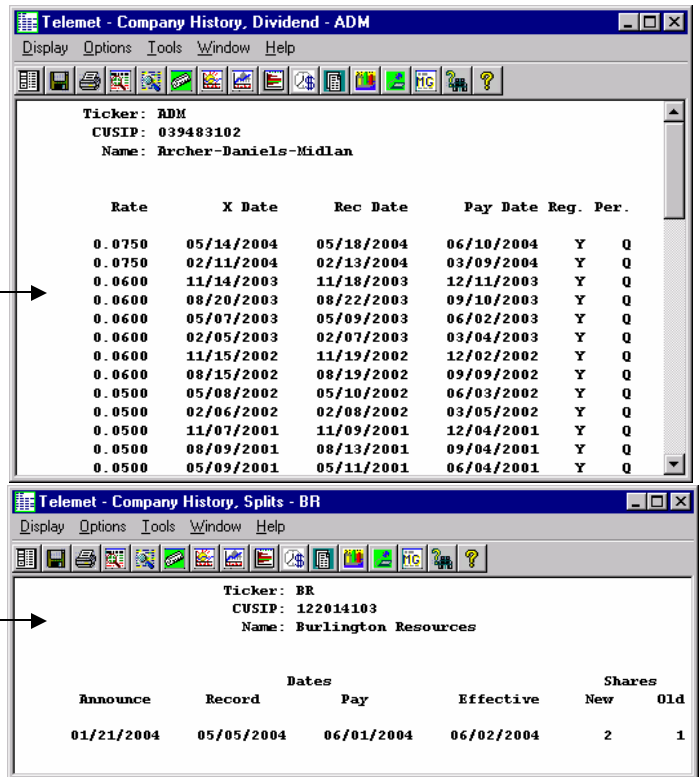 Telemet - Company History, Dividend - ADM
Display Options Tools Window Help
MG ?
Ticker: ADM
CUSIP: 039483102
Name: Archer-Daniels-Midlan
Rate X Date Rec Date Pay Date Reg. Per.
0.0750 05/14/2004 05/18/2004 06/10/2004 Y Q
0.0750 02/11/2004 02/13/2004 03/09/2004 Y Q
0.0600 11/14/2003 11/18/2003 12/11/2003 Y Q
0.0600 08/20/2003 08/22/2003 09/10/2003 Y Q
0.0600 05/07/2003 05/09/2003 06/02/2003 Y Q
0.0600 02/05/2003 02/07/2003 03/04/2003 Y Q
0.0600 11/15/2002 11/19/2002 12/02/2002 Y Q
0.0600 08/15/2002 08/19/2002 09/09/2002 Y Q
0.0500 05/08/2002 05/10/2002 06/03/2002 Y Q
0.0500 02/06/2002 02/08/2002 03/05/2002 Y Q
0.0500 11/07/2001 11/09/2001 12/04/2001 Y Q
0.0500 08/09/2001 08/13/2001 09/04/2001 Y Q
0.0500 05/09/2001 05/11/2001 06/04/2001 Y Q
Telemet - Company History, Splits - BR
Display Options Tools Window Help
MG ?
Ticker: BR
CUSIP: 122014103
Name: Burlington Resources
Dates Shares
Announce Record Pay Effective New Old
01/21/2004 05/05/2004 06/01/2004 06/02/2004 2 1